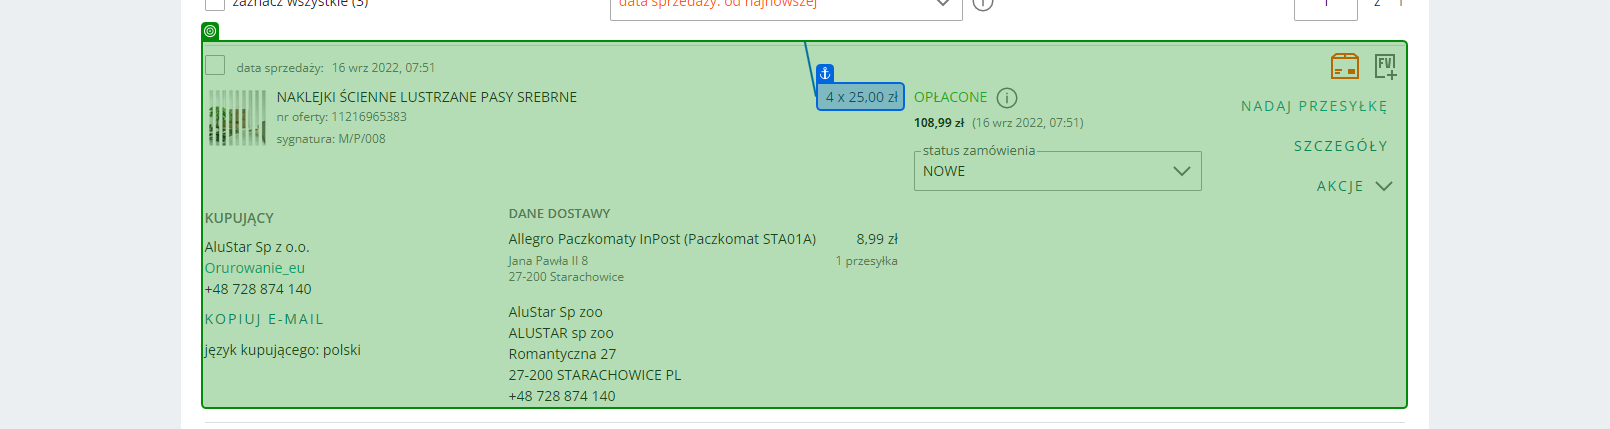 zaznacz wszystkie (3)
data sprzedaży: od najnowszej
1 z 1
data sprzedaży: 16 wrz 2022, 07:51
NAKLEJKI ŚCIENNE LUSTRZANE PASY SREBRNE
nr oferty: 11216965383
sygnatura: M/P/008
4 x 25,00 zł
OPŁACONE
108,99 zł (16 wrz 2022, 07:51)
status zamówienia
NOWE
FV
NADAJ PRZESYŁKĘ
SZCZEGÓŁY
AKCJE
KUPUJĄCY
AluStar Sp z o.o.
Orurowanie_eu
+48 728 874 140
KOPIUJ E-MAIL
język kupującego: polski
DANE DOSTAWY
Allegro Paczkomaty InPost (Paczkomat STA01A) 8,99 zł
Jana Pawła II 8 1 przesyłka
27-200 Starachowice
AluStar Sp zoo
ALUSTAR sp zoo
Romantyczna 27
27-200 STARACHOWICE PL
+48 728 874 140